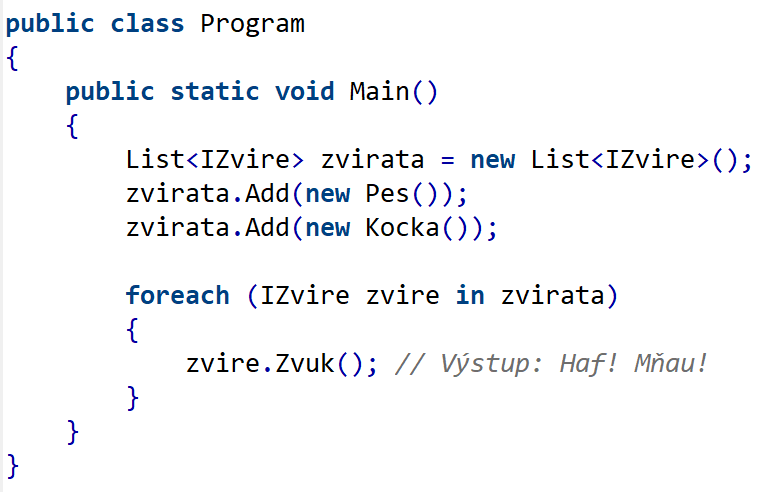 public class Program
{
    public static void Main()
    {
        List<IZvire> zvirata = new List<IZvire>();
        zvirata.Add(new Pes());
        zvirata.Add(new Kocka());

        foreach (IZvire zvire in zvirata)
        {
            zvire.Zvuk(); // Výstup: Haf! Mňau!
        }
    }
}